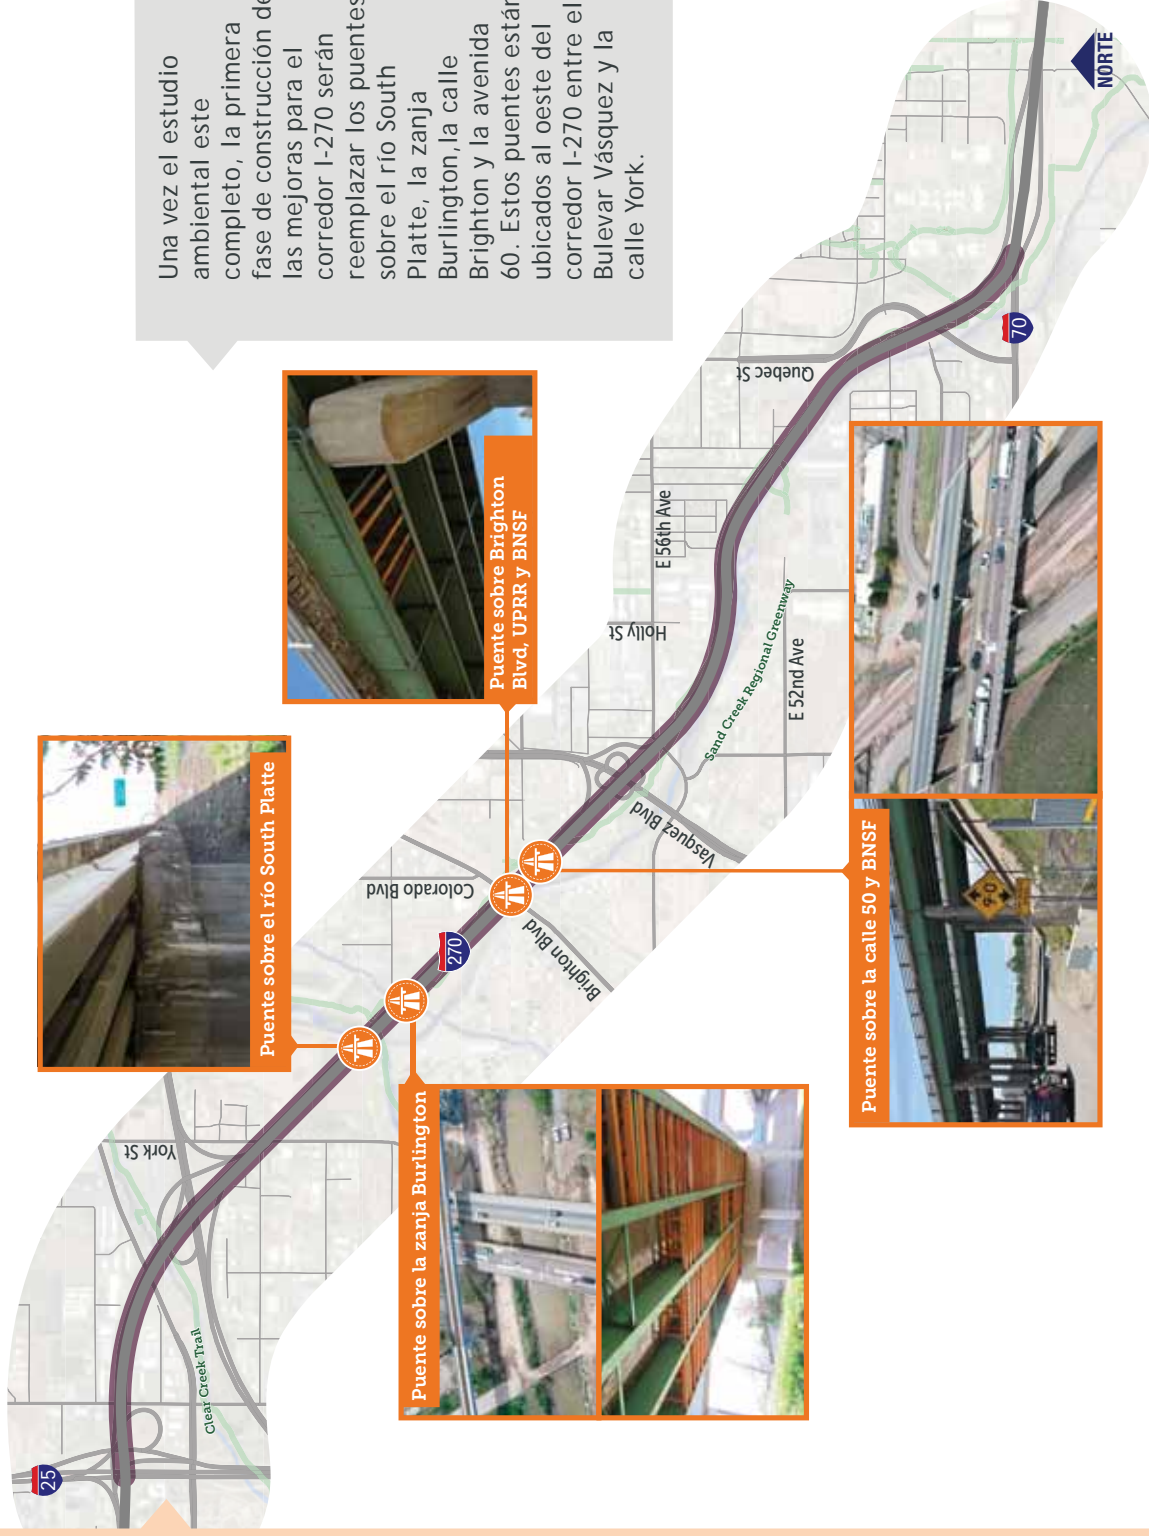 Una vez el estudio
ambiental este
completo, la primera
fase de construcción de
las mejoras para el
corredor I-270 serán
reemplazar los puentes
sobre el río South
Platte, la zanja
Burlington, la calle
Brighton y la avenida
60. Estos puentes están
ubicados al oeste del
corredor I-270 entre el
Bulevar Vásquez y la
calle York.
25
Clear Creek Trail
York St
Puente sobre el río South Platte
Puente sobre la zanja Burlington
270
Colorado Blvd
Brighton Blvd
Puente sobre Brighton
Blvd, UPRR y BNSF
Vasquez Blvd
Holly St
E 56th Ave
Sand Creek Regional Greenway
E 52nd Ave
Quebec St
70
Puente sobre la calle 50 y BNSF
9-0
NORTE